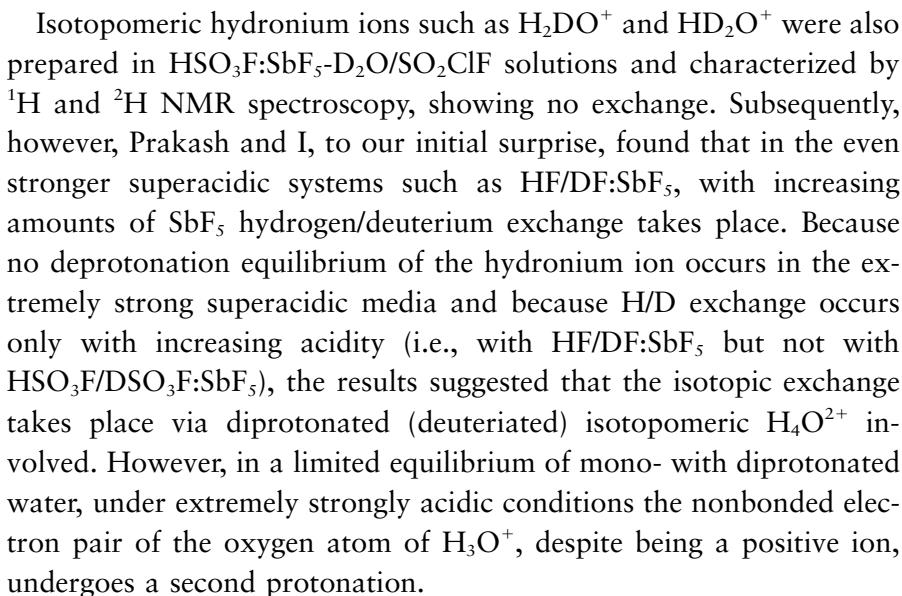 Isotopomeric hydronium ions such as H₂DO⁺ and HD₂O⁺ were also
prepared in HSO₃F:SbF₅-D₂O/SO₂ClF solutions and characterized by
¹H and ²H NMR spectroscopy, showing no exchange. Subsequently,
however, Prakash and I, to our initial surprise, found that in the even
stronger superacidic systems such as HF/DF:SbF₅, with increasing
amounts of SbF₅ hydrogen/deuterium exchange takes place. Because
no deprotonation equilibrium of the hydronium ion occurs in the ex-
tremely strong superacidic media and because H/D exchange occurs
only with increasing acidity (i.e., with HF/DF:SbF₅ but not with
HSO₃F/DSO₃F:SbF₅), the results suggested that the isotopic exchange
takes place via diprotonated (deuteriated) isotopomeric H₄O²⁺ in-
volved. However, in a limited equilibrium of mono- with diprotonated
water, under extremely strongly acidic conditions the nonbonded elec-
tron pair of the oxygen atom of H₃O⁺, despite being a positive ion,
undergoes a second protonation.